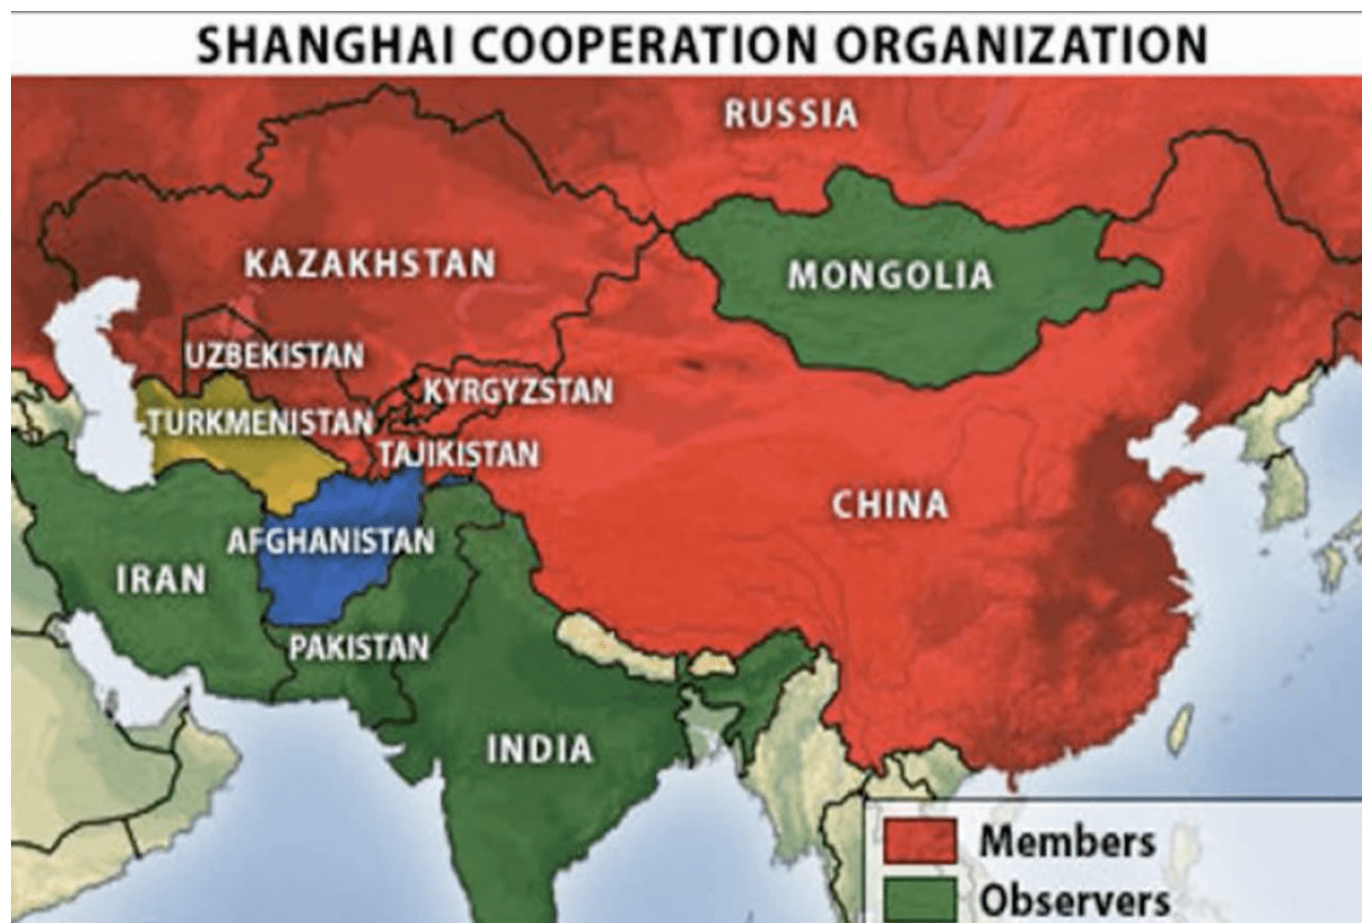 SHANGHAI COOPERATION ORGANIZATION
RUSSIA
KAZAKHSTAN
MONGOLIA
UZBEKISTAN
KYRGYZSTAN
TURKMENISTAN
TAJIKISTAN
CHINA
AFGHANISTAN
IRAN
PAKISTAN
INDIA
Members
Observers